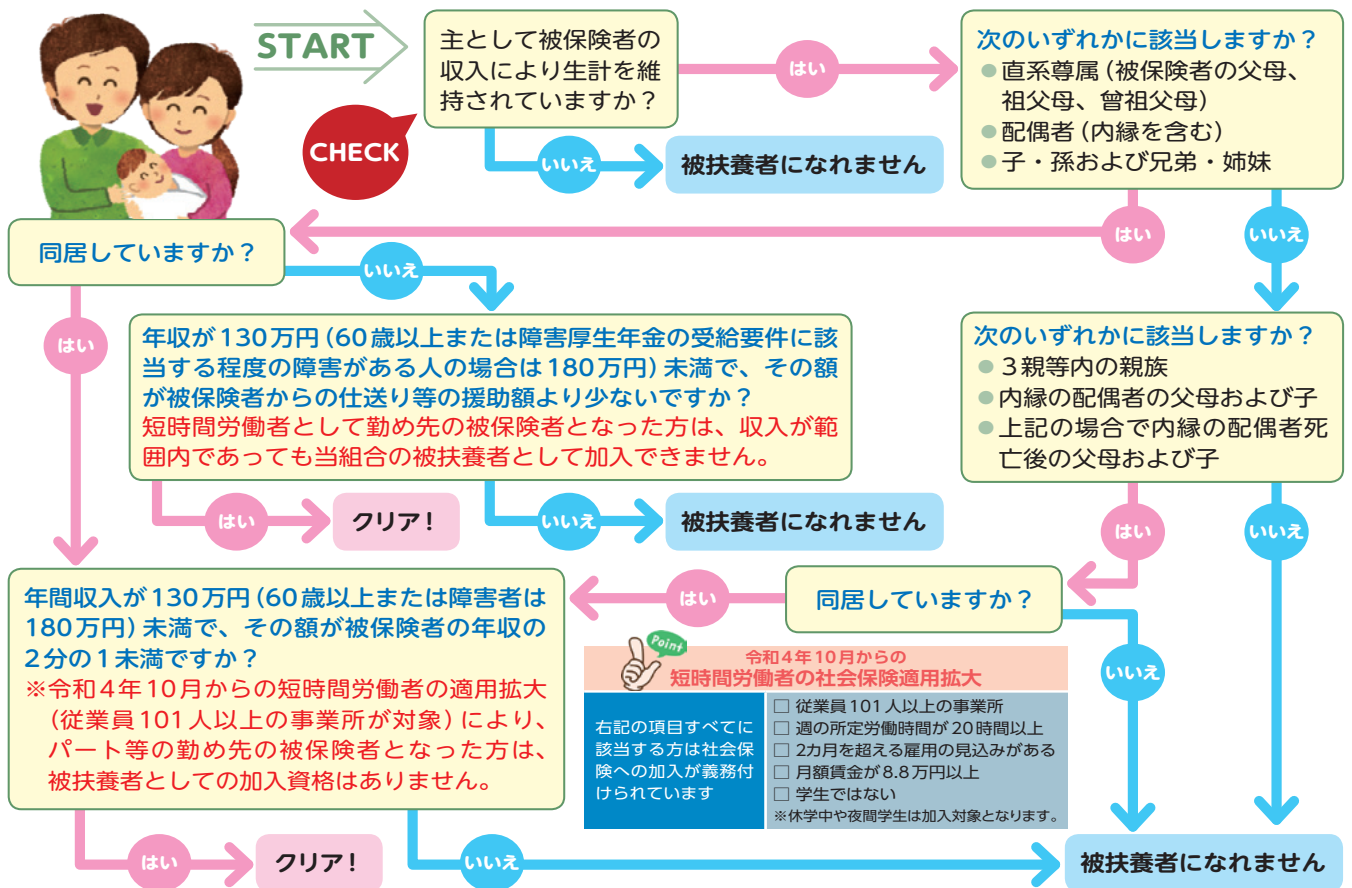 START
主として被保険者の
収入により生計を維
持されていますか？
CHECK
はい
いいえ
被扶養者になれません
次のいずれかに該当しますか？
●直系尊属（被保険者の父母、
祖父母、曾祖父母）
●配偶者（内縁を含む）
●子・孫および兄弟・姉妹
はい
いいえ
同居していますか？
いいえ
はい
年収が130万円（60歳以上または障害厚生年金の受給要件に該
当する程度の障害がある人の場合は180万円）未満で、その額
が被保険者からの仕送り等の援助額より少ないですか？
短時間労働者として勤め先の被保険者となった方は、収入が範
囲内であっても当組合の被扶養者として加入できません。
はい
クリア！
いいえ
被扶養者になれません
次のいずれかに該当しますか？
●３親等内の親族
●内縁の配偶者の父母および子
●上記の場合で内縁の配偶者死
亡後の父母および子
はい
いいえ
同居していますか？
はい
いいえ
年間収入が130万円（60歳以上または障害者は
180万円）未満で、その額が被保険者の年収の
2分の1未満ですか？
※令和４年10月からの短時間労働者の適用拡大
（従業員101人以上の事業所が対象）により、
パート等の勤め先の被保険者となった方は、
被扶養者としての加入資格はありません。
Point
令和４年10月からの
短時間労働者の社会保険適用拡大
右記の項目すべてに
該当する方は社会保
険への加入が義務付
けられています
□ 従業員101人以上の事業所
□ 週の所定労働時間が20時間以上
□ 2カ月を超える雇用の見込みがある
□ 月額賃金が8.8万円以上
□ 学生ではない
※休学中や夜間学生は加入対象となります。
はい
クリア！
いいえ
被扶養者になれません